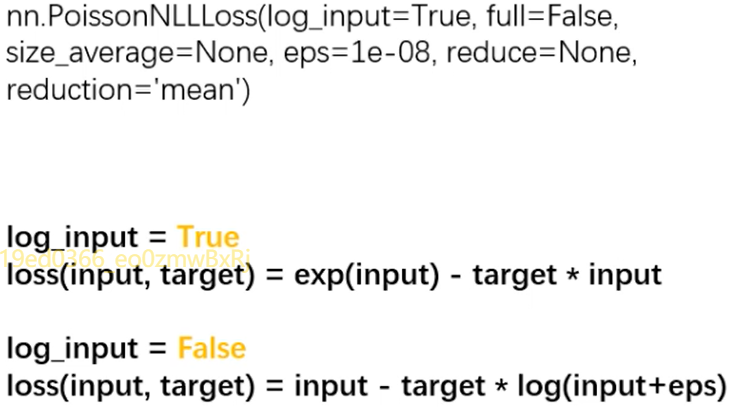 nn.PoissonNLLLoss(log_input=True, full=False,
size_average=None, eps=1e-08, reduce=None,
reduction='mean')
log_input = True
loss(input, target) = exp(input) - target * input
log_input = False
loss(input, target) = input - target * log(input+eps)